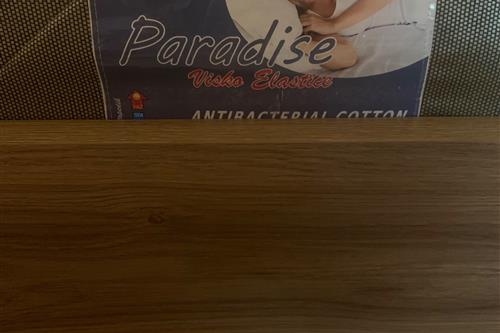 Paradise
Visko Elastice
ANTIBACTERIAL COTTON